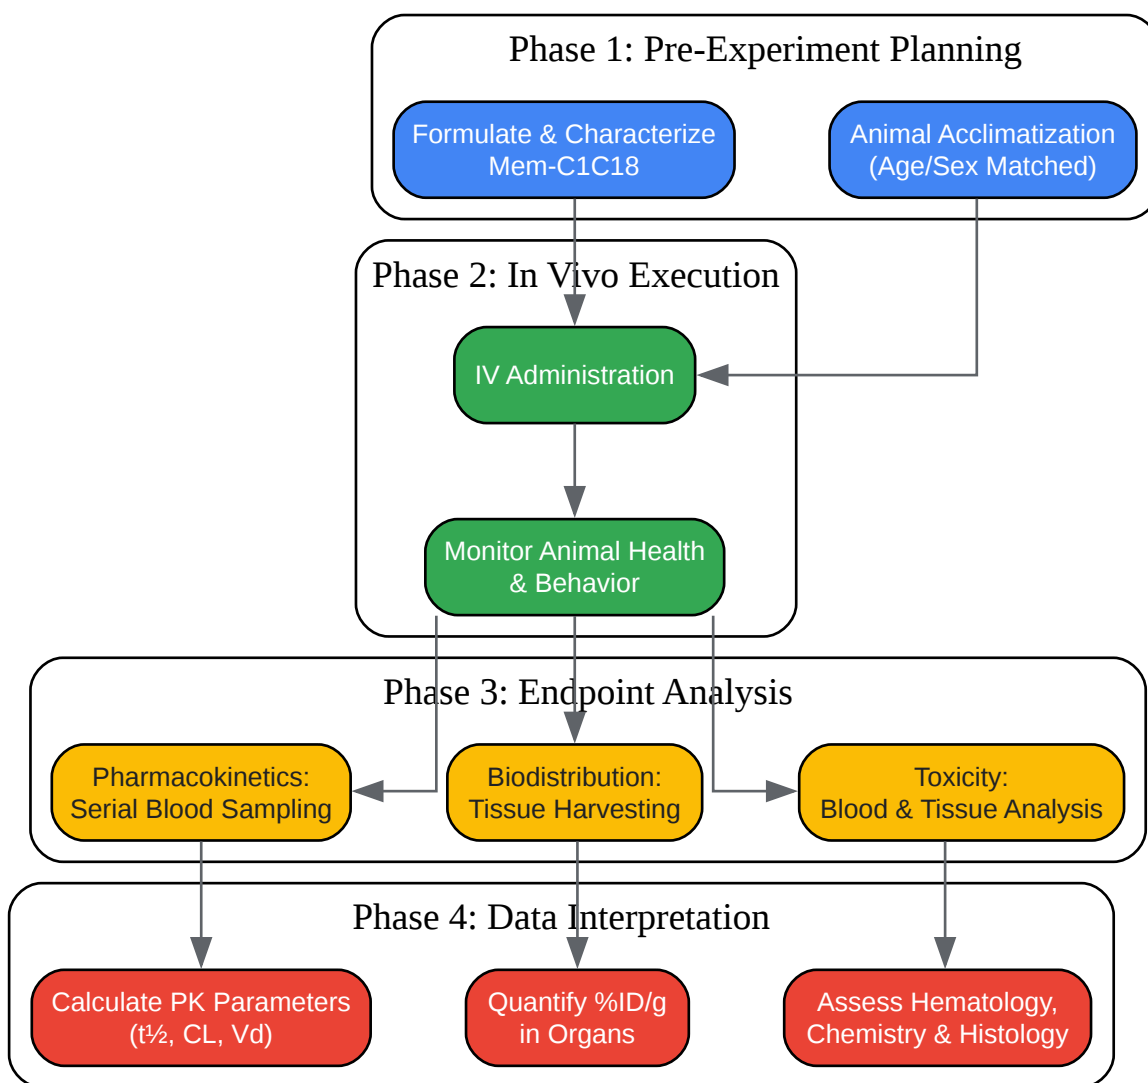 Phase 1: Pre-Experiment Planning
Formulate & Characterize
Mem-C1C18
Animal Acclimatization
(Age/Sex Matched)
Phase 2: In Vivo Execution
IV Administration
Monitor Animal Health
& Behavior
Phase 3: Endpoint Analysis
Pharmacokinetics:
Serial Blood Sampling
Biodistribution:
Tissue Harvesting
Toxicity:
Blood & Tissue Analysis
Phase 4: Data Interpretation
Calculate PK Parameters
(t½, CL, Vd)
Quantify %ID/g
in Organs
Assess Hematology,
Chemistry & Histology